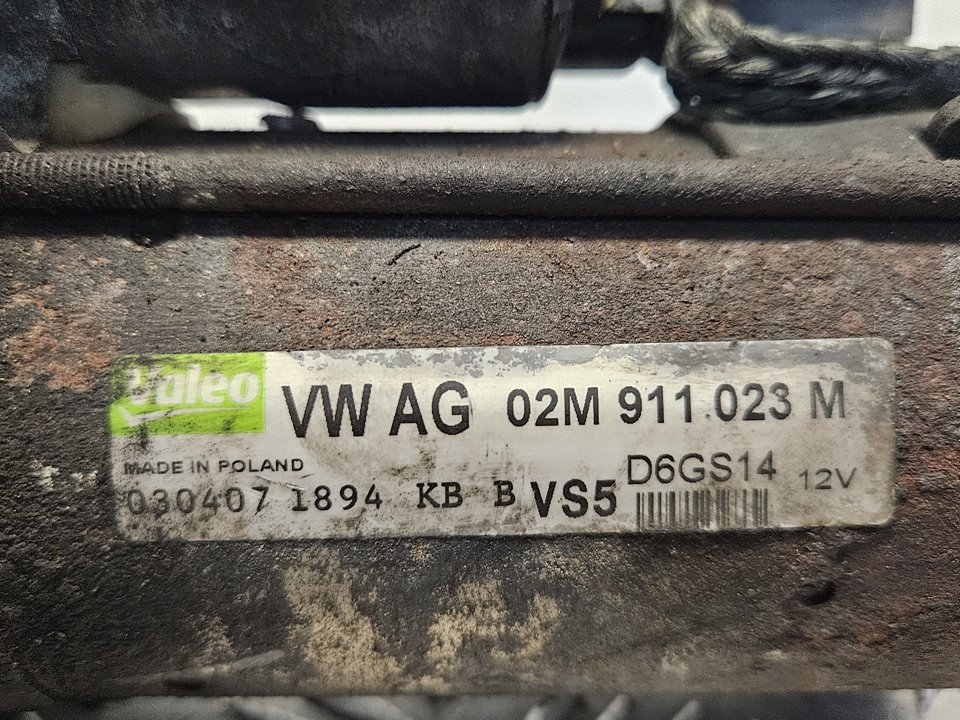 Valeo VW AG 02M 911.023 M
MADE IN POLAND D6GS14 12V
030407 1894 KB B VS5